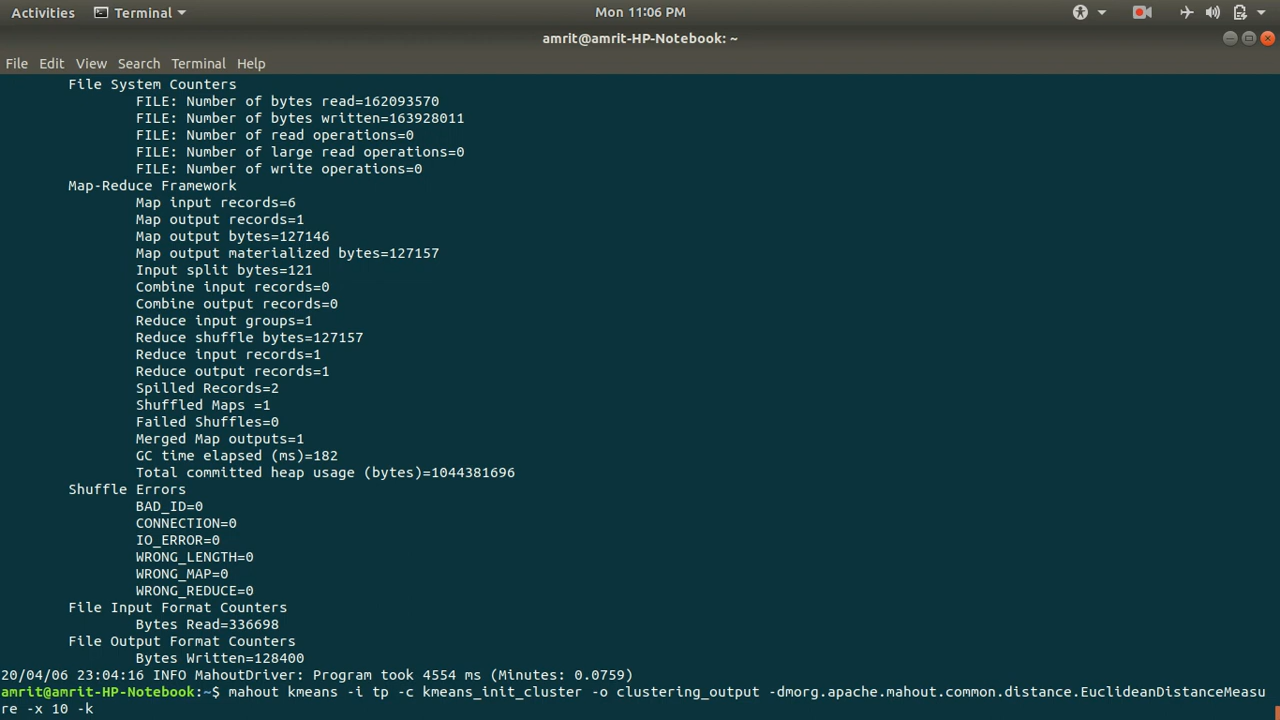 Activities Terminal Mon 11:06 PM
amrit@amrit-HP-Notebook: ~
File Edit View Search Terminal Help
File System Counters
FILE: Number of bytes read=162093570
FILE: Number of bytes written=163928011
FILE: Number of read operations=0
FILE: Number of large read operations=0
FILE: Number of write operations=0
Map-Reduce Framework
Map input records=6
Map output records=1
Map output bytes=127146
Map output materialized bytes=127157
Input split bytes=121
Combine input records=0
Combine output records=0
Reduce input groups=1
Reduce shuffle bytes=127157
Reduce input records=1
Reduce output records=1
Spilled Records=2
Shuffled Maps =1
Failed Shuffles=0
Merged Map outputs=1
GC time elapsed (ms)=182
Total committed heap usage (bytes)=1044381696
Shuffle Errors
BAD_ID=0
CONNECTION=0
IO_ERROR=0
WRONG_LENGTH=0
WRONG_MAP=0
WRONG_REDUCE=0
File Input Format Counters
Bytes Read=336698
File Output Format Counters
Bytes Written=128400
20/04/06 23:04:16 INFO MahoutDriver: Program took 4554 ms (Minutes: 0.0759)
amrit@amrit-HP-Notebook:~$ mahout kmeans -i tp -c kmeans_init_cluster -o clustering_output -dmorg.apache.mahout.common.distance.EuclideanDistanceMeasu
re -x 10 -k